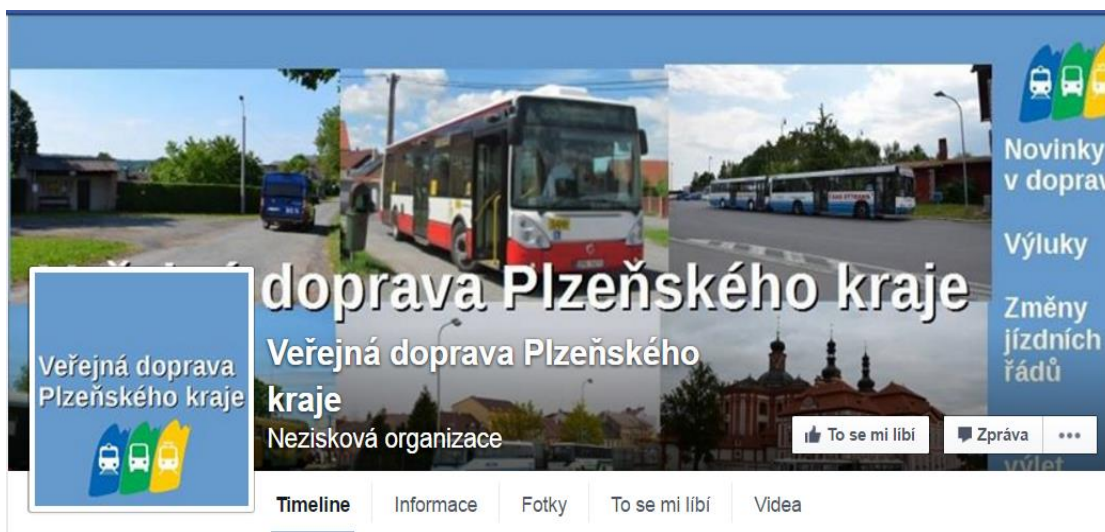 Novinky
Výluky
Změny
jízdních
řádů
výlet
doprava Plzeňského kraje
Veřejná doprava
Plzeňského kraje
Veřejná doprava Plzeňského
kraje
Nezisková organizace
To se mi líbí
Zpráva
Timeline
Informace
Fotky
To se mi líbí
Videa